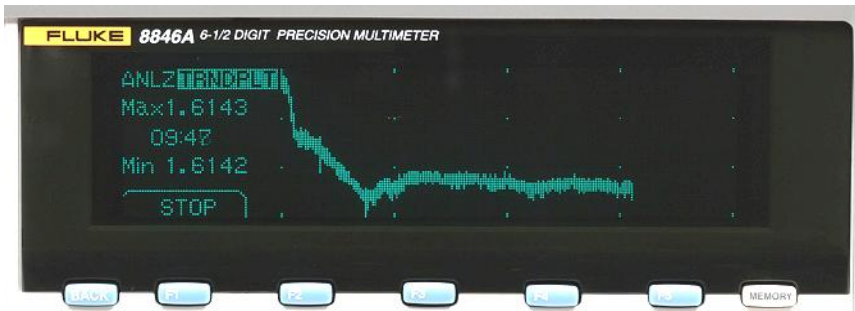 FLUKE 8846A 6-1/2 DIGIT PRECISION MULTIMETER
ANLZ TRNDPLT
Max1.6143
09:47
Min 1.6142
STOP
BACK F1 F2 F3 F4 F5 MEMORY